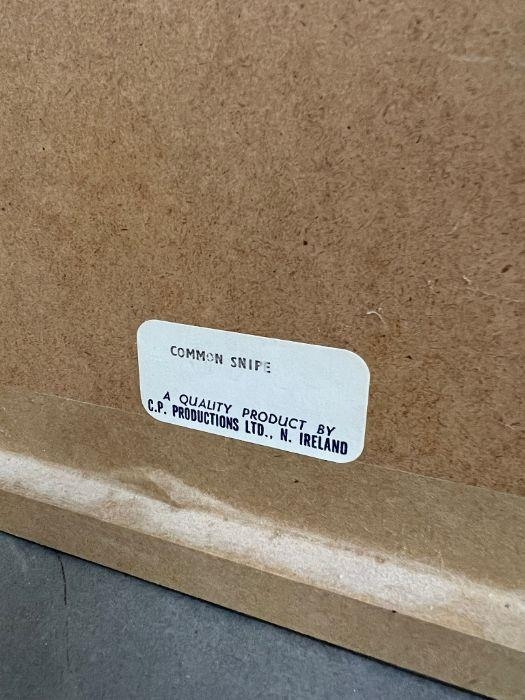 COMMON SNIPE
A QUALITY PRODUCT BY
C.P. PRODUCTIONS LTD., N. IRELAND